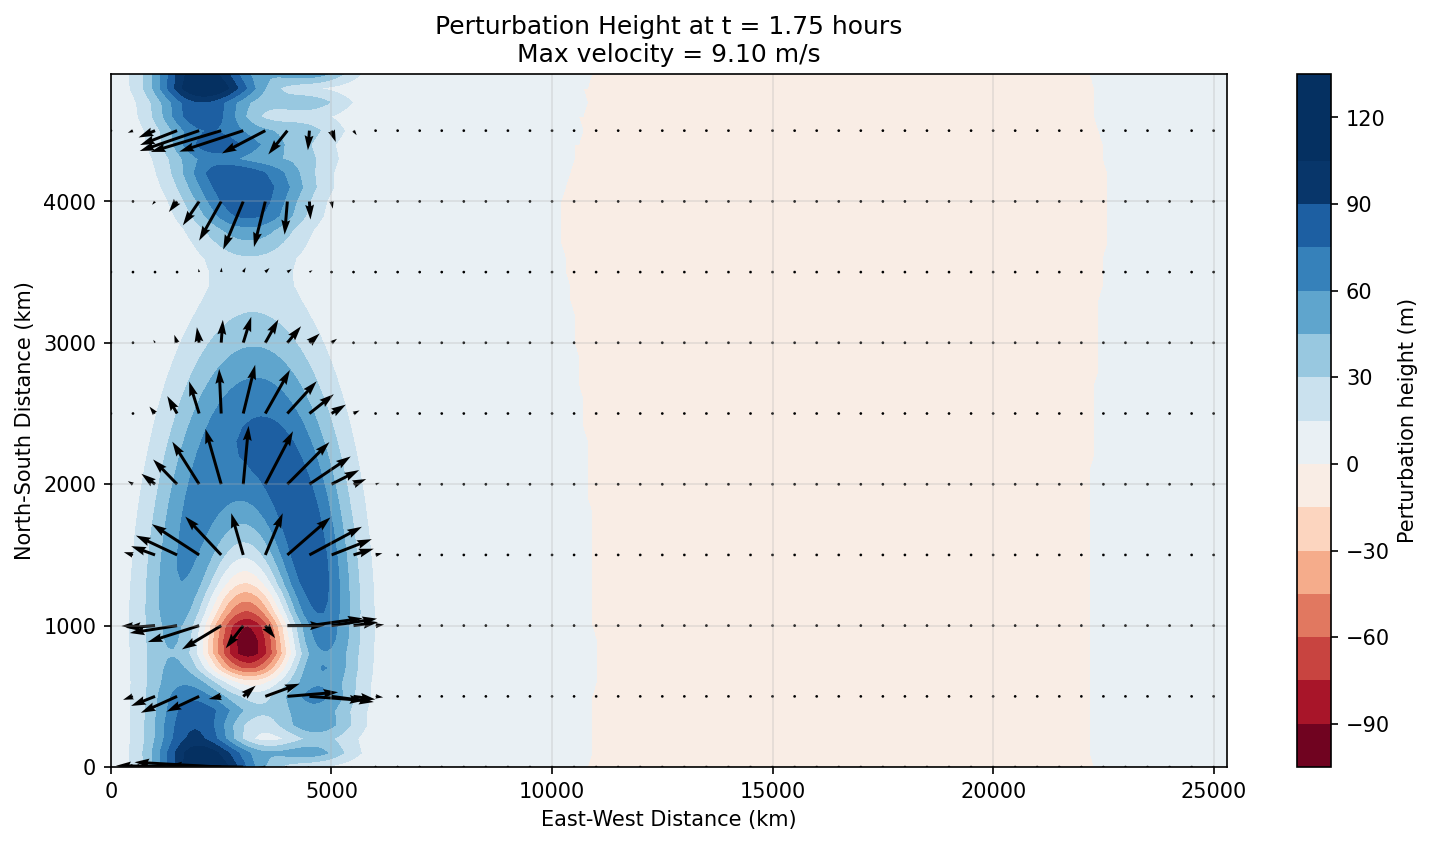 Perturbation Height at t = 1.75 hours
Max velocity = 9.10 m/s
North-South Distance (km)
4000
3000
2000
1000
0
0 5000 10000 15000 20000 25000
East-West Distance (km)
120
90
60
30
0
−30
−60
−90
Perturbation height (m)